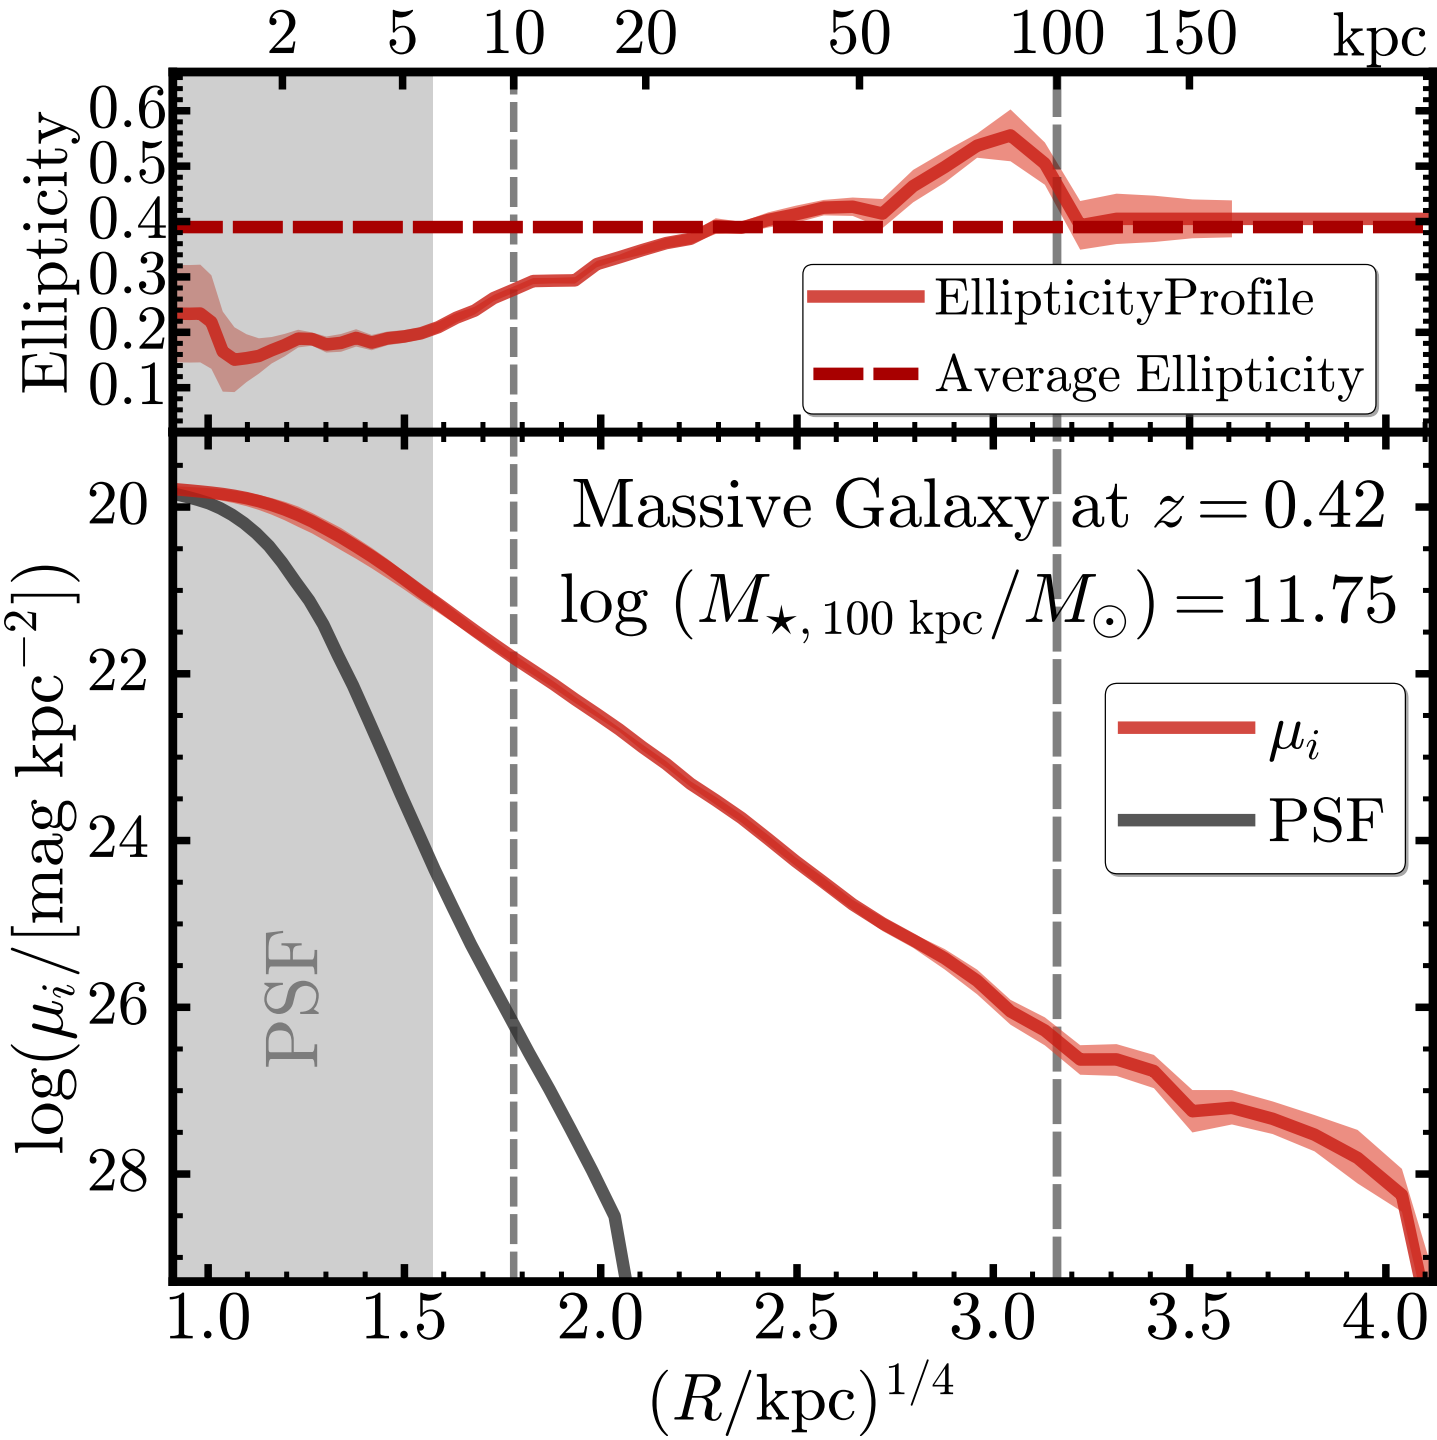 2 5 10 20 50 100 150 kpc
Ellipticity
0.6
0.5
0.4
0.3
0.2
0.1
EllipticityProfile
Average Ellipticity
log(μᵢ/[mag kpc⁻²])
20
22
24
26
28
Massive Galaxy at z = 0.42
log (M⋆, 100 kpc/M⊙) = 11.75
μᵢ
PSF
PSF
1.0 1.5 2.0 2.5 3.0 3.5 4.0
(R/kpc)¹ᐟ⁴